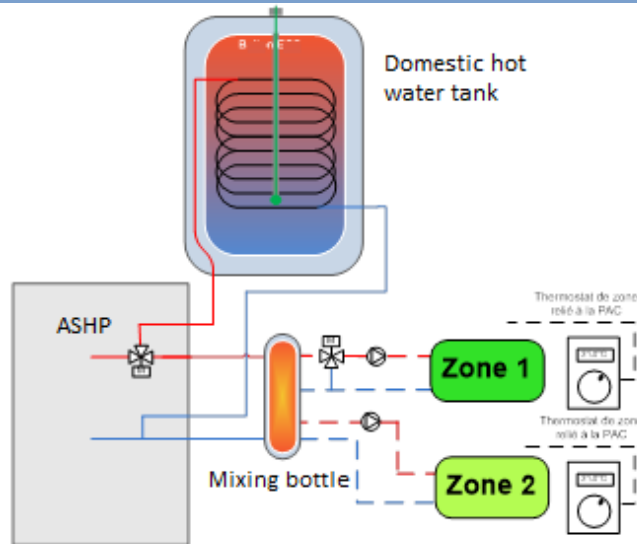 Domestic hot
water tank
ASHP
Thermostat de zone
relié à la PAC
Zone 1
Thermostat de zone
relié à la PAC
Mixing bottle
Zone 2